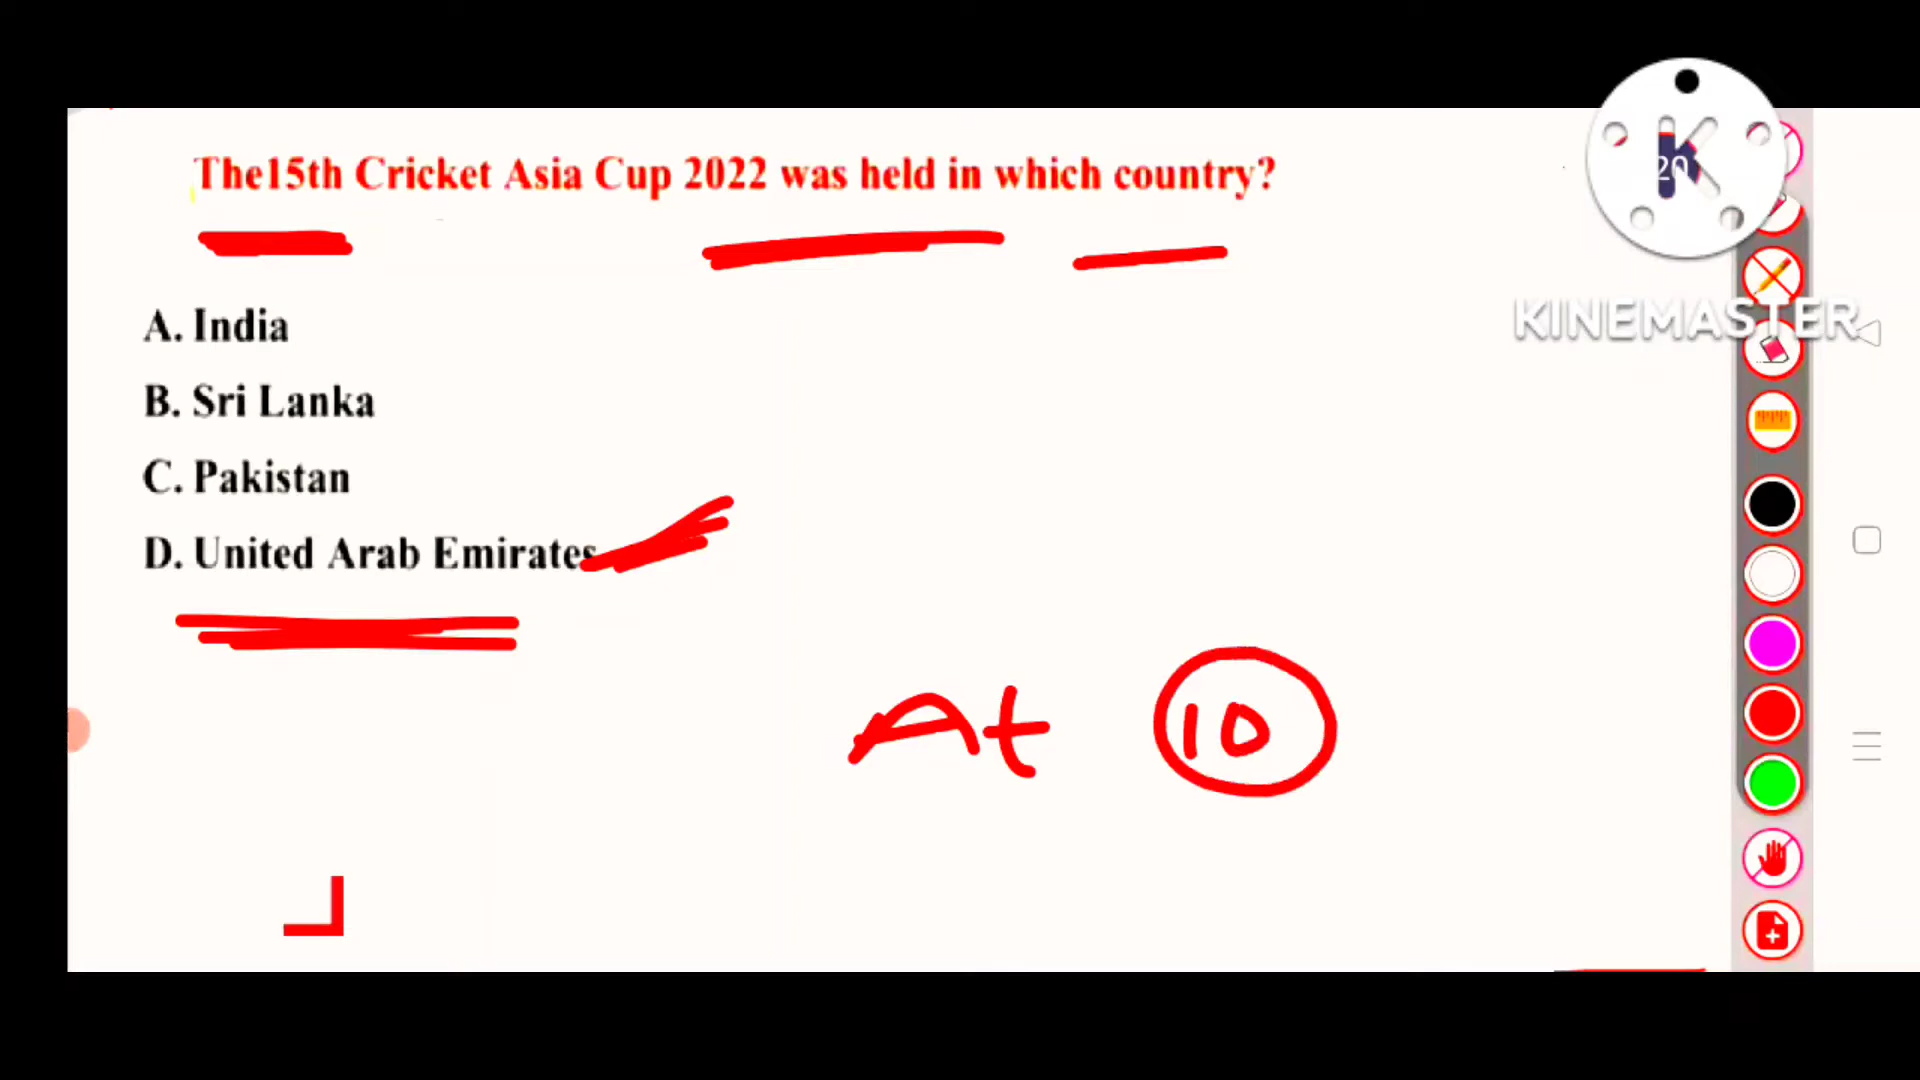 The15th Cricket Asia Cup 2022 was held in which country?
20
KINEMASTER
A. India
B. Sri Lanka
C. Pakistan
D. United Arab Emirates
At 10